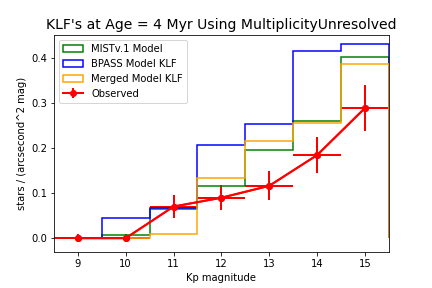 KLF's at Age = 4 Myr Using MultiplicityUnresolved
MISTv.1 Model
BPASS Model KLF
Merged Model KLF
Observed
stars / (arcsecond^2 mag)
0.4
0.3
0.2
0.1
0.0
9 10 11 12 13 14 15
Kp magnitude